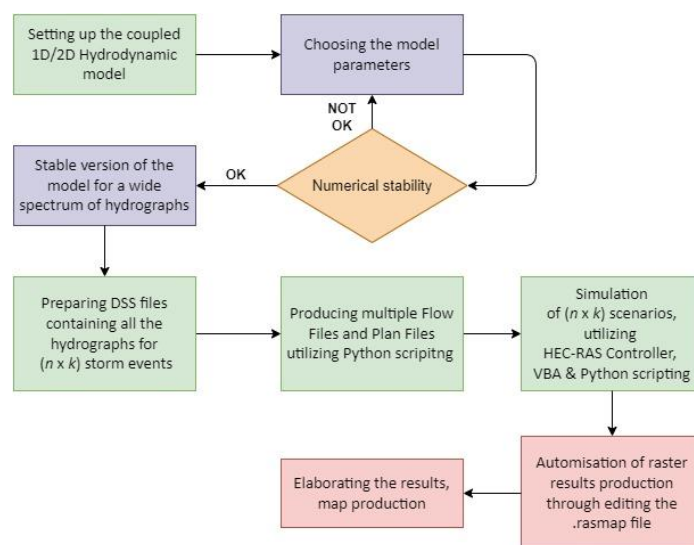 Setting up the coupled
1D/2D Hydrodynamic
model
Choosing the model
parameters
NOT
OK
Numerical stability
OK
Stable version of the
model for a wide
spectrum of hydrographs
Preparing DSS files
containing all the
hydrographs for
(n x k) storm events
Producing multiple Flow
Files and Plan Files
utilizing Python scripitng
Simulation
of (n x k) scenarios,
utilizing
HEC-RAS Controller,
VBA & Python scripting
Automisation of raster
results production
through editing the
.rasmap file
Elaborating the results,
map production